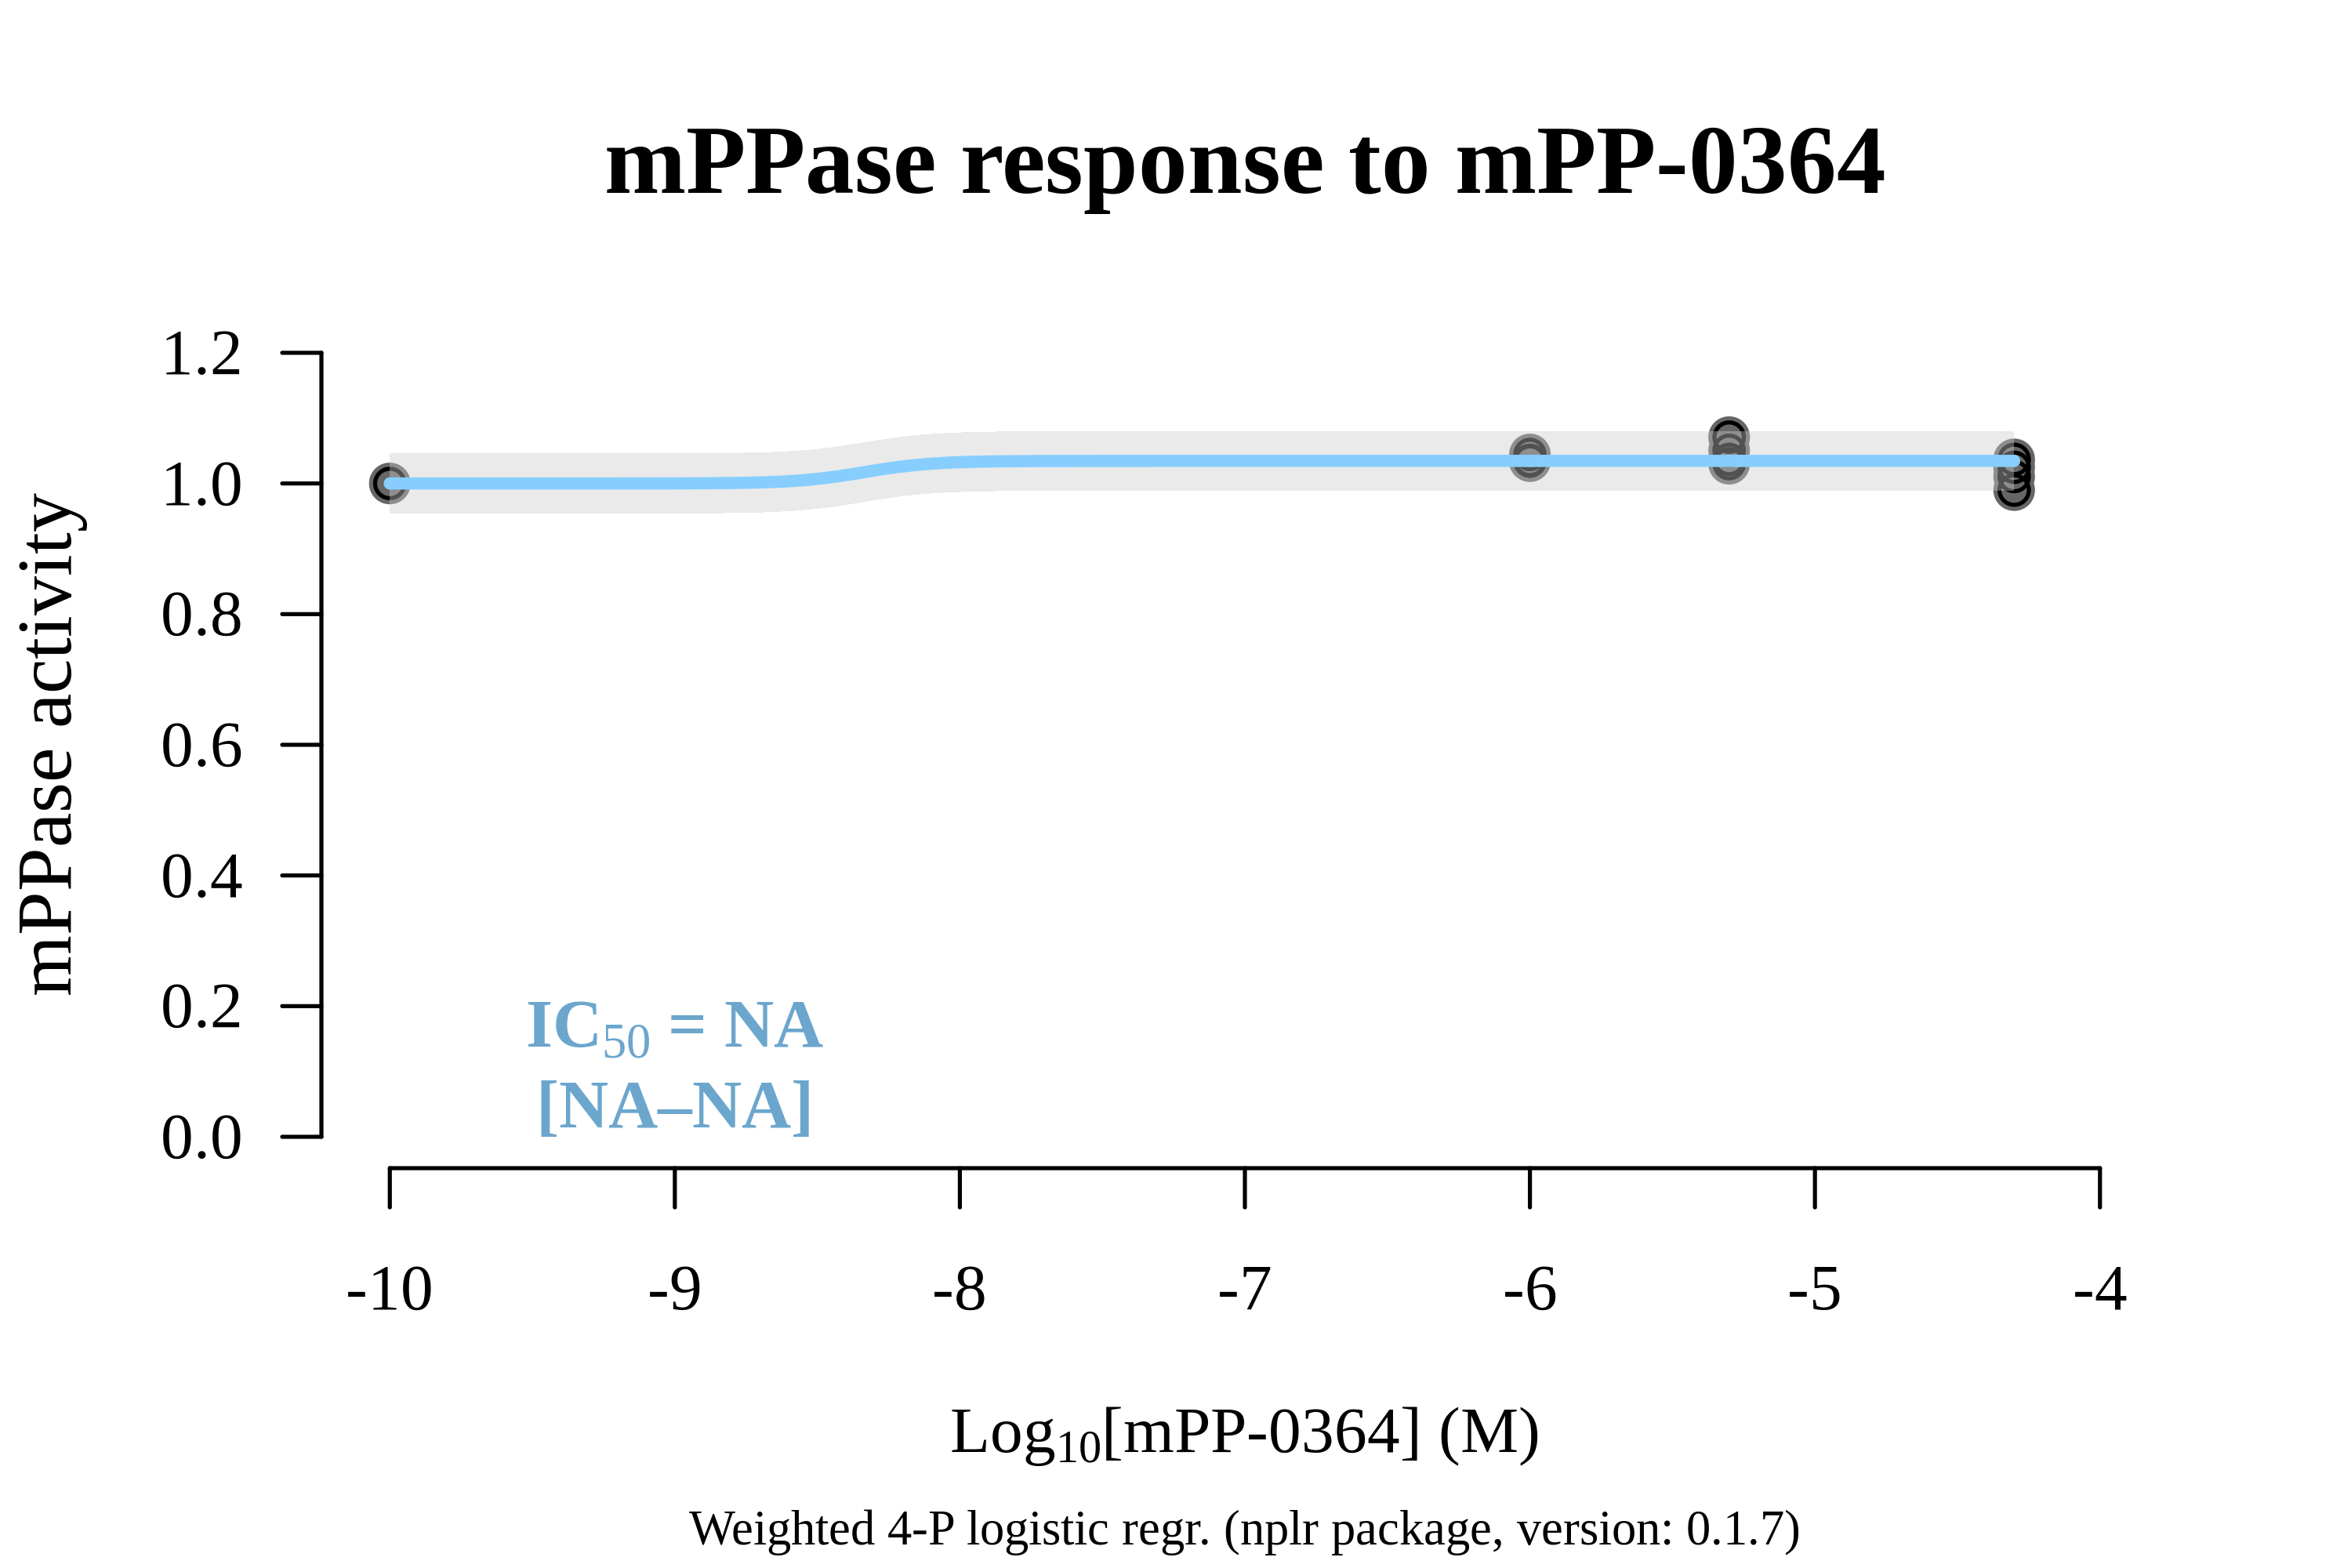 mPPase response to mPP-0364
mPPase activity
1.2
1.0
0.8
0.6
0.4
0.2
0.0
IC50 = NA
[NA–NA]
-10 -9 -8 -7 -6 -5 -4
Log10[mPP-0364] (M)
Weighted 4-P logistic regr. (nplr package, version: 0.1.7)